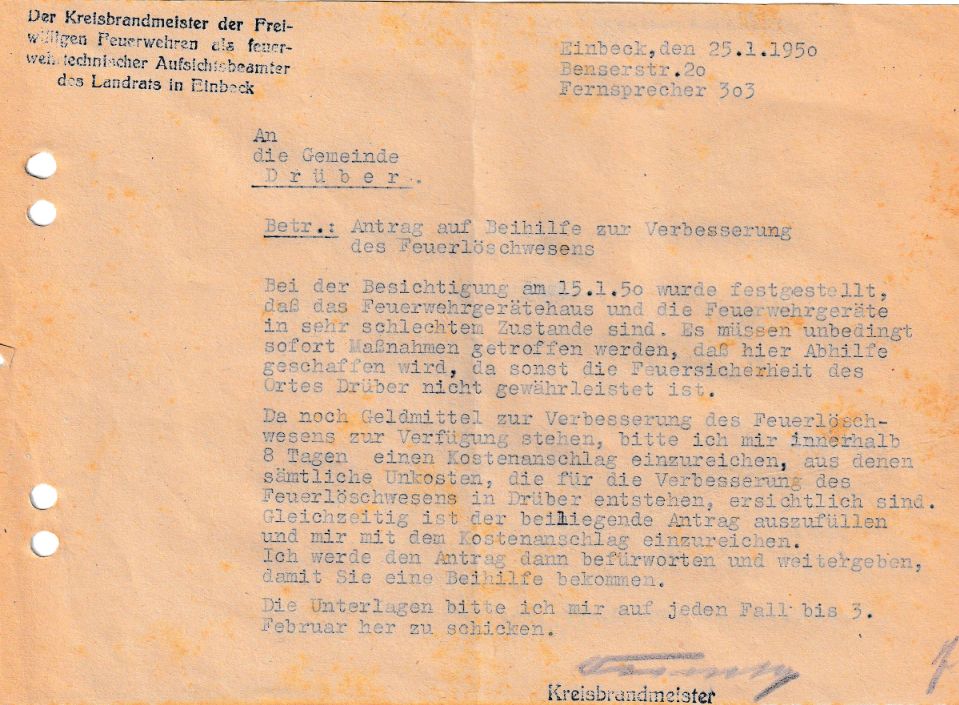 Der Kreisbrandmeister der Frei-
willigen Feuerwehren als feuer-
wehrtechnischer Aufsichtsbeamter
des Landrats in Einbeck
Einbeck,den 25.1.195o
Benserstr.2o
Fernsprecher 3o3
An
die Gemeinde
D r ü b e r .
Betr.: Antrag auf Beihilfe zur Verbesserung
des Feuerlöschwesens
Bei der Besichtigung am 15.1.5o wurde festgestellt,
daß das Feuerwehrgerätehaus und die Feuerwehrgeräte
in sehr schlechtem Zustande sind. Es müssen unbedingt
sofort Maßnahmen getroffen werden, daß hier Abhilfe
geschaffen wird, da sonst die Feuersicherheit des
Ortes Drüber nicht gewährleistet ist.
Da noch Geldmittel zur Verbesserung des Feuerlösch-
wesens zur Verfügung stehen, bitte ich mir innerhalb
8 Tagen einen Kostenanschlag einzureichen, aus denen
sämtliche Unkosten, die für die Verbesserung des
Feuerlöschwesens in Drüber entstehen, ersichtlich sind.
Gleichzeitig ist der beiliegende Antrag auszufüllen
und mir mit dem Kostenanschlag einzureichen.
Ich werde den Antrag dann befürworten und weitergeben,
damit Sie eine Beihilfe bekommen.
Die Unterlagen bitte ich mir auf jeden Fall bis 3.
Februar her zu schicken.
Kreisbrandmeister